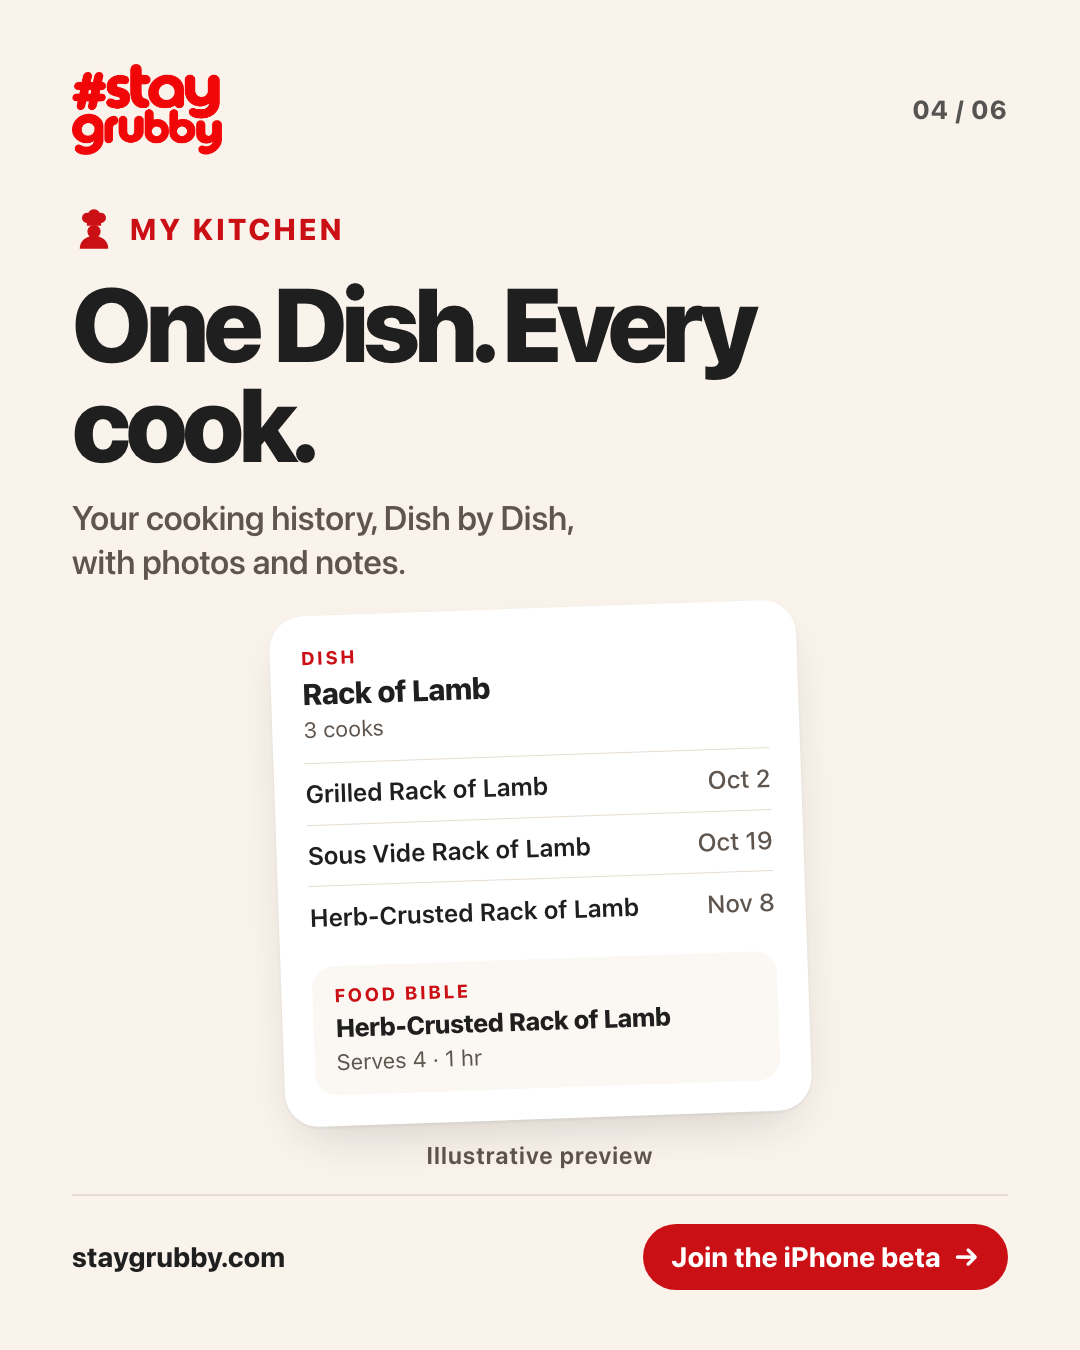 #stay
grubby
04 / 06
MY KITCHEN
One Dish. Every
cook.
Your cooking history, Dish by Dish,
with photos and notes.
DISH
Rack of Lamb
3 cooks
Grilled Rack of Lamb Oct 2
Sous Vide Rack of Lamb Oct 19
Herb-Crusted Rack of Lamb Nov 8
FOOD BIBLE
Herb-Crusted Rack of Lamb
Serves 4 · 1 hr
Illustrative preview
staygrubby.com
Join the iPhone beta →